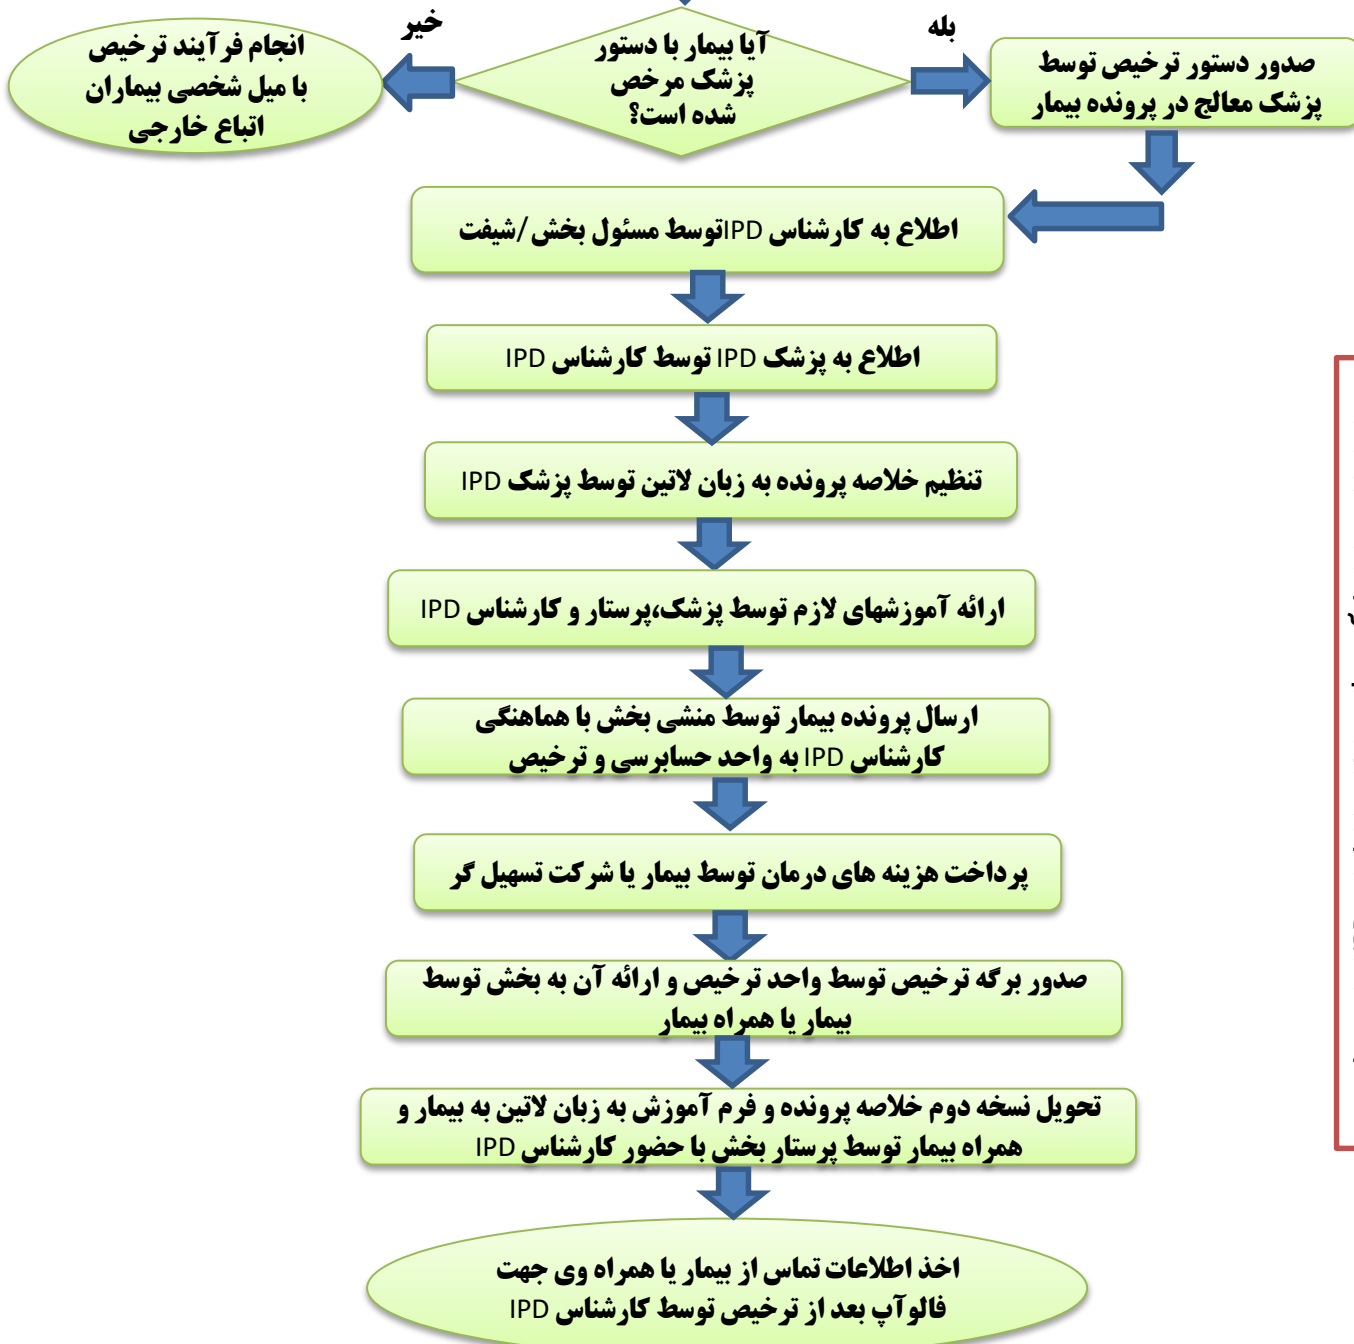 خیر
بله
آیا بیمار با دستور
پزشک مرخص
شده است؟
صدور دستور ترخیص توسط
پزشک معالج در پرونده بیمار
انجام فرآیند ترخیص
با میل شخصی بیماران
اتباع خارجی
اطلاع به کارشناس IPDتوسط مسئول بخش/شیفت
اطلاع به پزشک IPD توسط کارشناس IPD
تنظیم خلاصه پرونده به زبان لاتین توسط پزشک IPD
ارائه آموزشهای لازم توسط پزشک،پرستار و کارشناس IPD
ارسال پرونده بیمار توسط منشی بخش با هماهنگی
کارشناس IPD به واحد حسابرسی و ترخیص
پرداخت هزینه های درمان توسط بیمار یا شرکت تسهیل گر
صدور برگه ترخیص توسط واحد ترخیص و ارائه آن به بخش توسط
بیمار یا همراه بیمار
تحویل نسخه دوم خلاصه پرونده و فرم آموزش به زبان لاتین به بیمار و
همراه بیمار توسط پرستار بخش با حضور کارشناس IPD
اخذ اطلاعات تماس از بیمار یا همراه وی جهت
فالوآپ بعد از ترخیص توسط کارشناس IPD